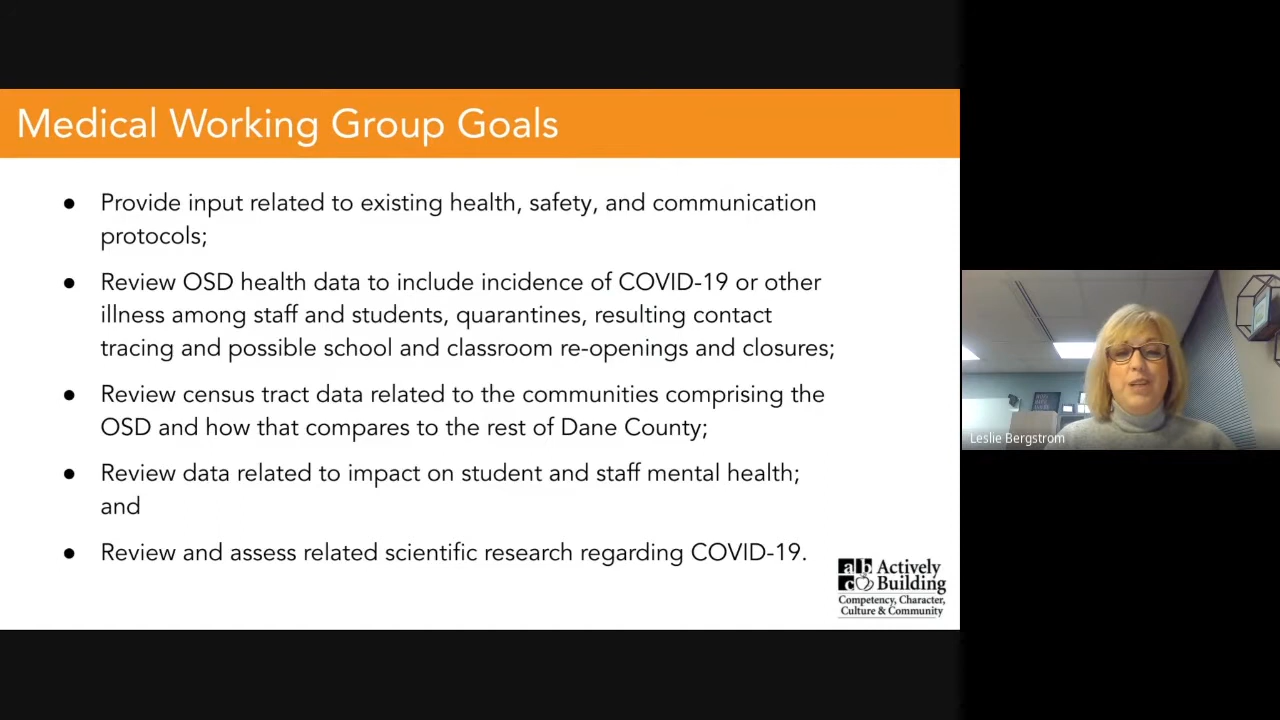 Medical Working Group Goals
● Provide input related to existing health, safety, and communication
protocols;
● Review OSD health data to include incidence of COVID-19 or other
illness among staff and students, quarantines, resulting contact
tracing and possible school and classroom re-openings and closures;
● Review census tract data related to the communities comprising the
OSD and how that compares to the rest of Dane County;
● Review data related to impact on student and staff mental health;
and
● Review and assess related scientific research regarding COVID-19.
a b c Actively
Building
Competency, Character,
Culture & Community
Leslie Bergstrom